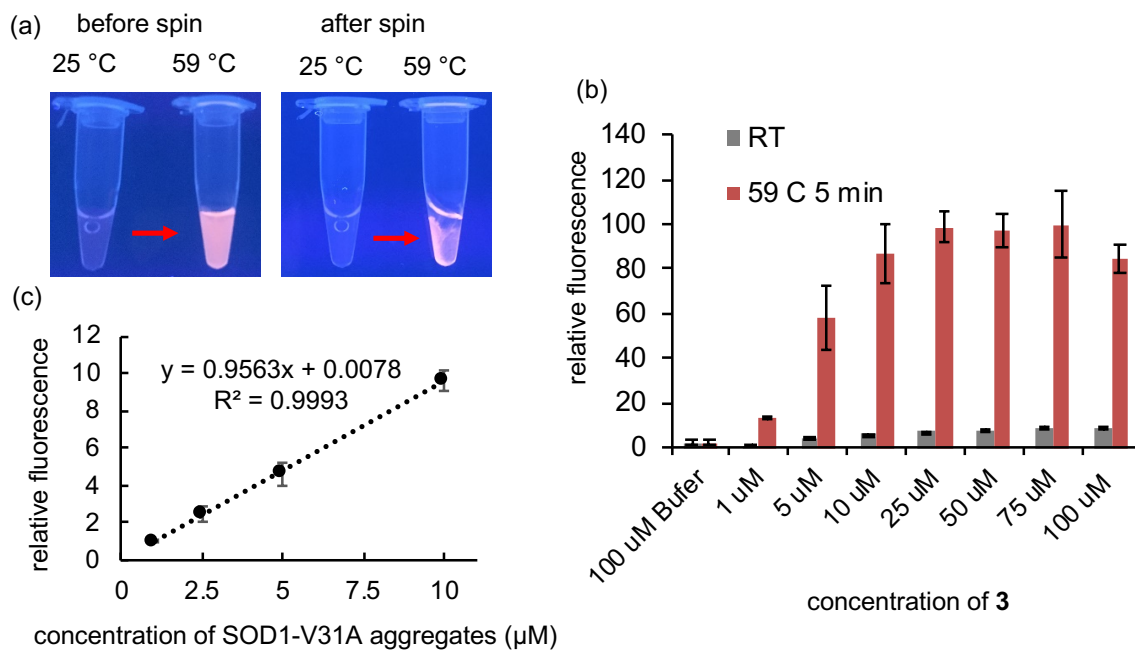 (a)
before spin after spin
25 °C 59 °C 25 °C 59 °C
(b)
relative fluorescence
140
120
100
80
60
40
20
0
RT
59 C 5 min
100 uM Bufer
1 uM
5 uM
10 uM
25 uM
50 uM
75 uM
100 uM
concentration of 3
(c)
relative fluorescence
12
10
8
6
4
2
0
y = 0.9563x + 0.0078
R² = 0.9993
0 2.5 5 7.5 10
concentration of SOD1-V31A aggregates (µM)